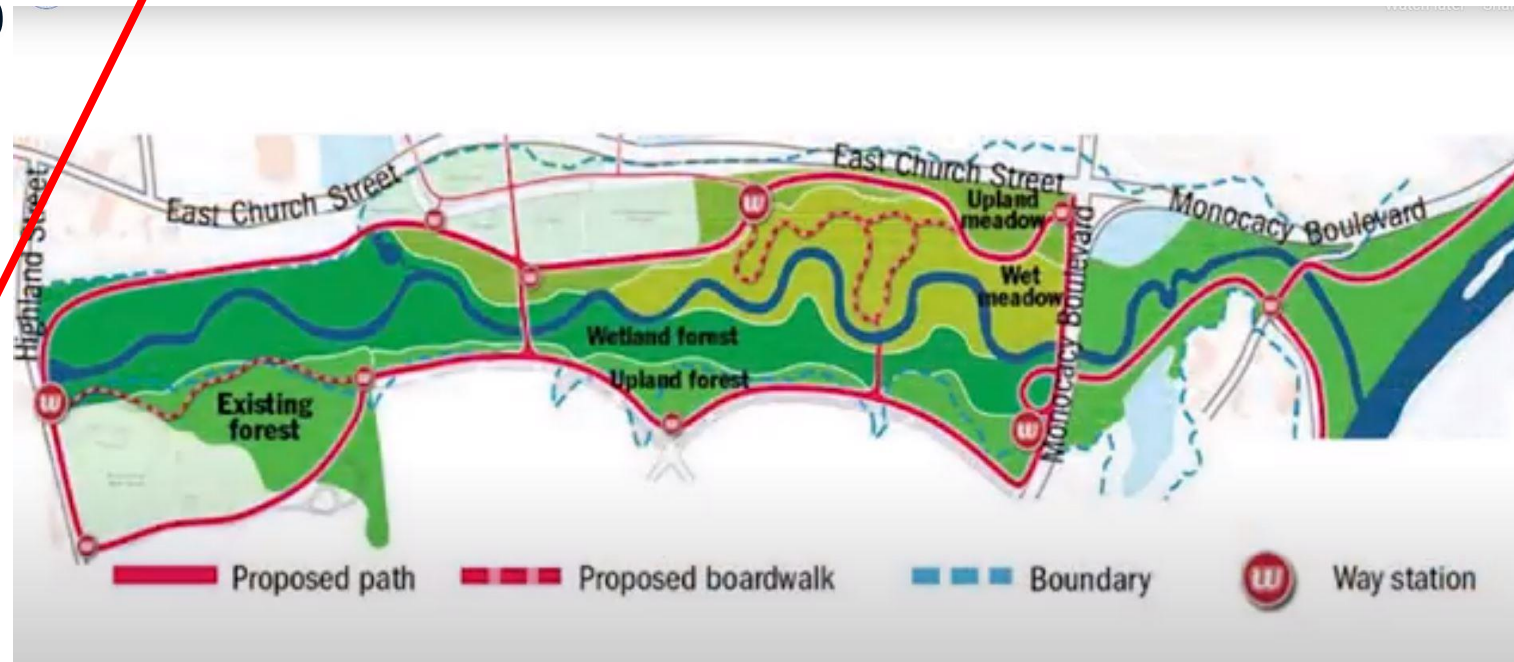 East Church Street
East Church Street
Highland Street
Upland
meadow
Monocacy Boulevard
Wet
meadow
Monocacy Boulevard
Wetland forest
Upland forest
Existing
forest
W
W
W
Proposed path
Proposed boardwalk
Boundary
W
Way station